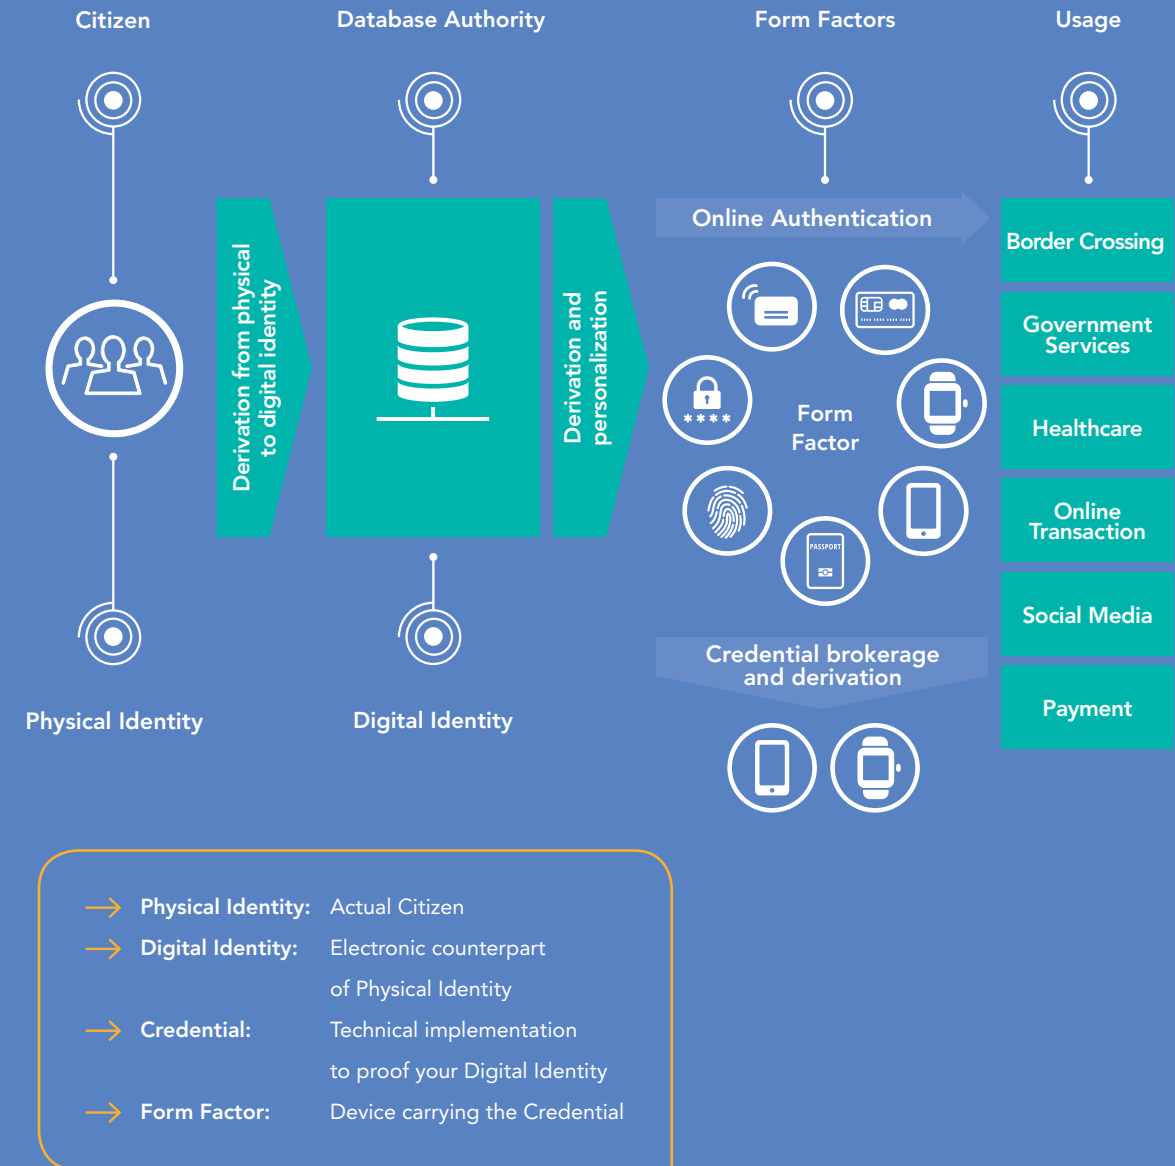 Citizen
Database Authority
Form Factors
Usage
Derivation from physical
to digital identity
Derivation and
personalization
Online Authentication
****
Form
Factor
PASSPORT
Border Crossing
Government
Services
Healthcare
Online
Transaction
Social Media
Payment
Credential brokerage
and derivation
Physical Identity
Digital Identity
Physical Identity: Actual Citizen
Digital Identity: Electronic counterpart
of Physical Identity
Credential: Technical implementation
to proof your Digital Identity
Form Factor: Device carrying the Credential